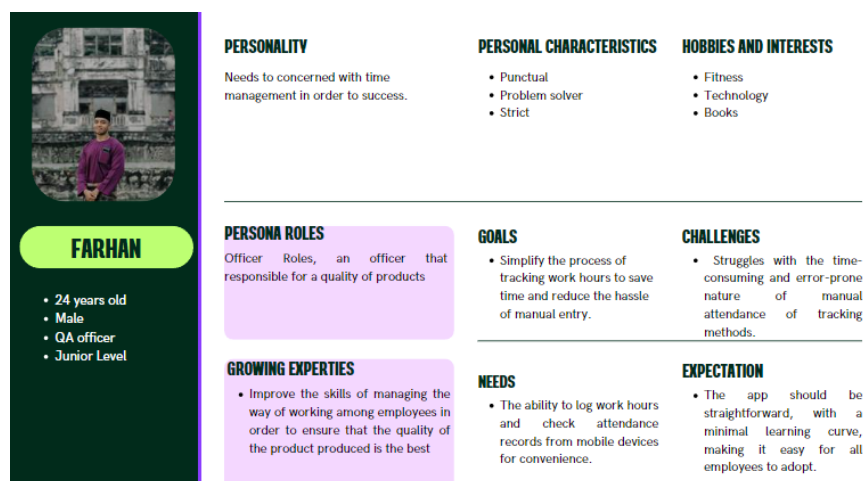 FARHAN
24 years old
Male
QA officer
Junior Level
PERSONALITY
Needs to concerned with time
management in order to success.
PERSONAL CHARACTERISTICS
Punctual
Problem solver
Strict
HOBBIES AND INTERESTS
Fitness
Technology
Books
PERSONA ROLES
Officer Roles, an officer that
responsible for a quality of products
GOALS
Simplify the process of
tracking work hours to save
time and reduce the hassle
of manual entry.
CHALLENGES
Struggles with the time-
consuming and error-prone
nature of manual
attendance of tracking
methods.
GROWING EXPERTIES
Improve the skills of managing the
way of working among employees in
order to ensure that the quality of
the product produced is the best
NEEDS
The ability to log work hours
and check attendance
records from mobile devices
for convenience.
EXPECTATION
The app should be
straightforward, with a
minimal learning curve,
making it easy for all
employees to adopt.